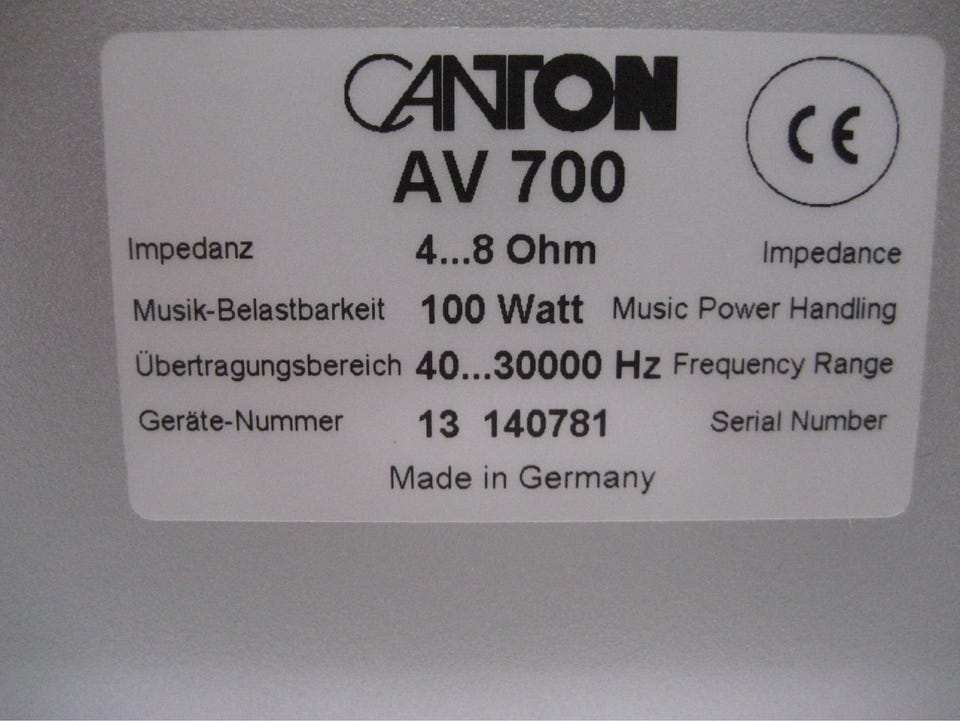 CANTON
CE
AV 700
Impedanz 4...8 Ohm Impedance
Musik-Belastbarkeit 100 Watt Music Power Handling
Übertragungsbereich 40...30000 Hz Frequency Range
Geräte-Nummer 13 140781 Serial Number
Made in Germany